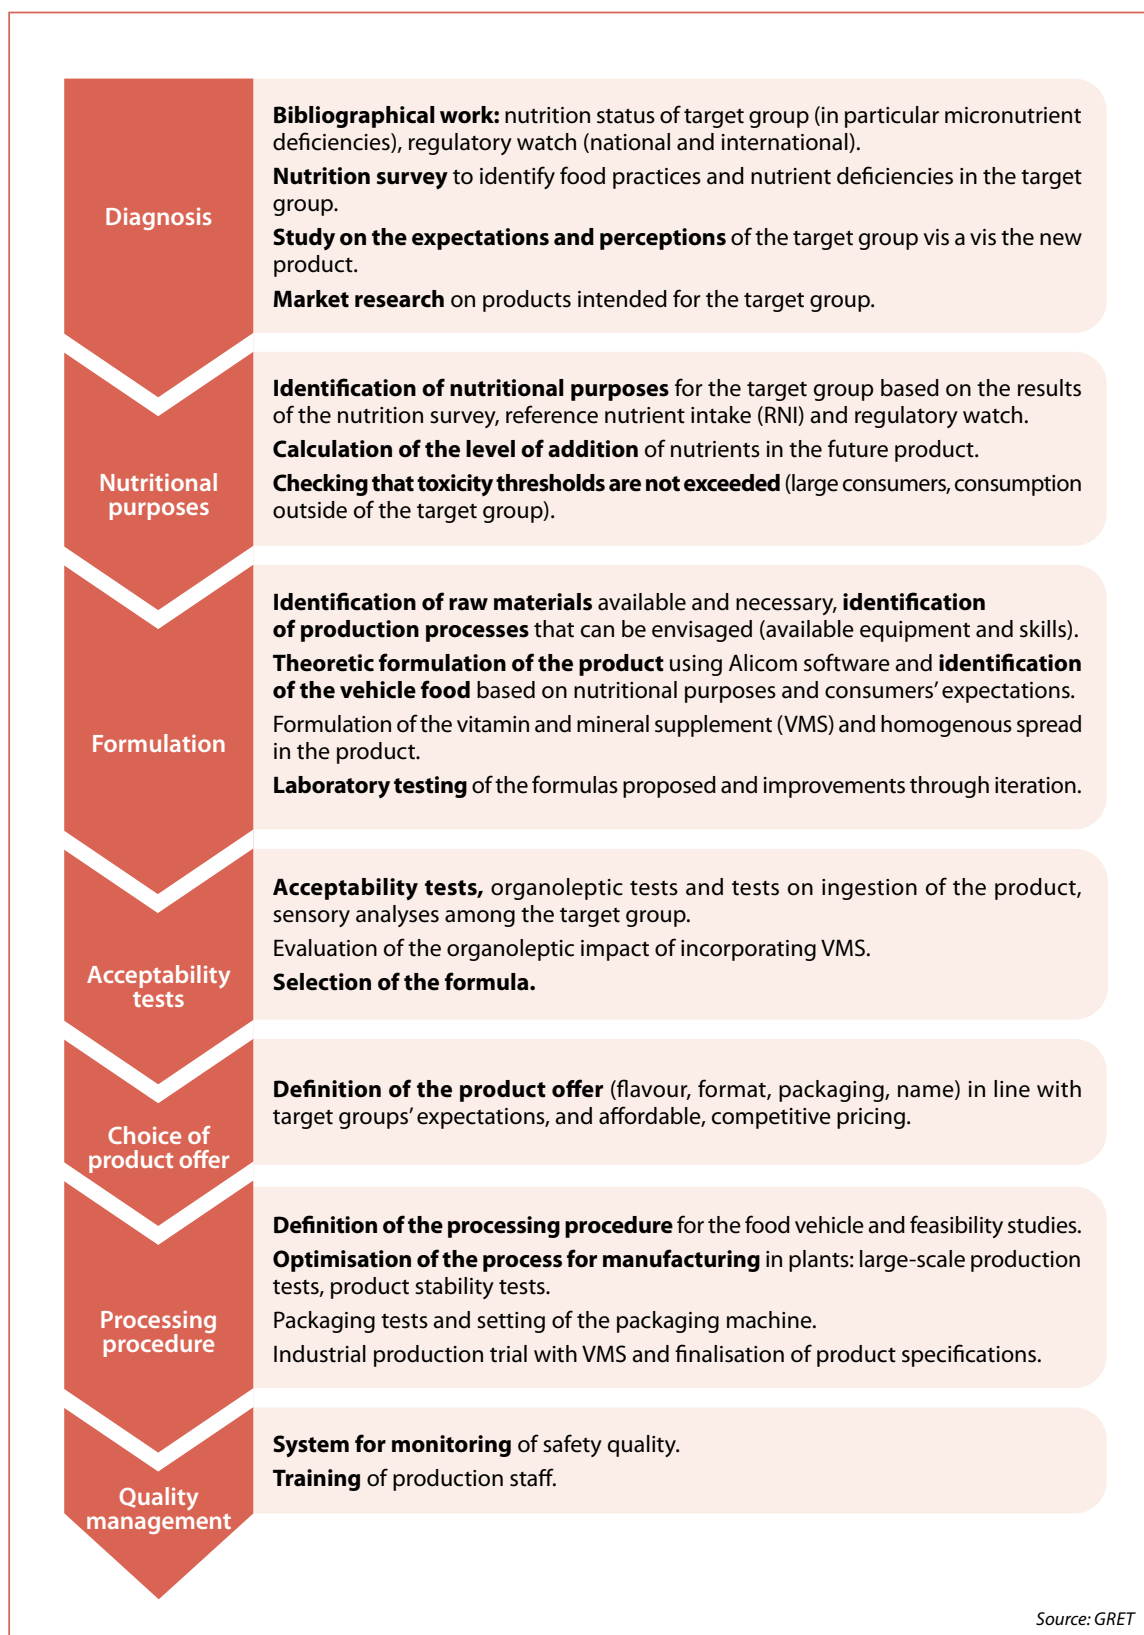 Diagnosis
Bibliographical work: nutrition status of target group (in particular micronutrient
deficiencies), regulatory watch (national and international).
Nutrition survey to identify food practices and nutrient deficiencies in the target
group.
Study on the expectations and perceptions of the target group vis a vis the new
product.
Market research on products intended for the target group.
Nutritional
purposes
Identification of nutritional purposes for the target group based on the results
of the nutrition survey, reference nutrient intake (RNI) and regulatory watch.
Calculation of the level of addition of nutrients in the future product.
Checking that toxicity thresholds are not exceeded (large consumers, consumption
outside of the target group).
Formulation
Identification of raw materials available and necessary, identification
of production processes that can be envisaged (available equipment and skills).
Theoretic formulation of the product using Alicom software and identification
of the vehicle food based on nutritional purposes and consumers' expectations.
Formulation of the vitamin and mineral supplement (VMS) and homogenous spread
in the product.
Laboratory testing of the formulas proposed and improvements through iteration.
Acceptability
tests
Acceptability tests, organoleptic tests and tests on ingestion of the product,
sensory analyses among the target group.
Evaluation of the organoleptic impact of incorporating VMS.
Selection of the formula.
Choice of
product offer
Definition of the product offer (flavour, format, packaging, name) in line with
target groups' expectations, and affordable, competitive pricing.
Processing
procedure
Definition of the processing procedure for the food vehicle and feasibility studies.
Optimisation of the process for manufacturing in plants: large-scale production
tests, product stability tests.
Packaging tests and setting of the packaging machine.
Industrial production trial with VMS and finalisation of product specifications.
Quality
management
System for monitoring of safety quality.
Training of production staff.
Source: GRET